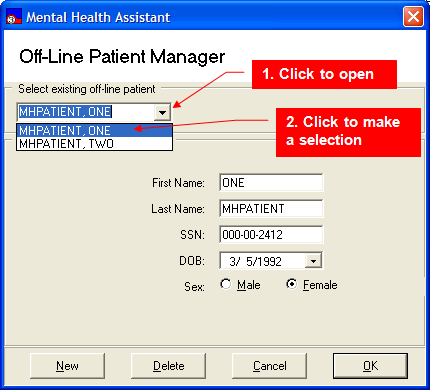 Mental Health Assistant
Off-Line Patient Manager
1. Click to open
Select existing off-line patient
MHPATIENT, ONE
MHPATIENT, ONE
MHPATIENT, TWO
2. Click to make
a selection
First Name: ONE
Last Name: MHPATIENT
SSN: 000-00-2412
DOB: 3/ 5/1992
Sex: Male Female
New Delete Cancel OK